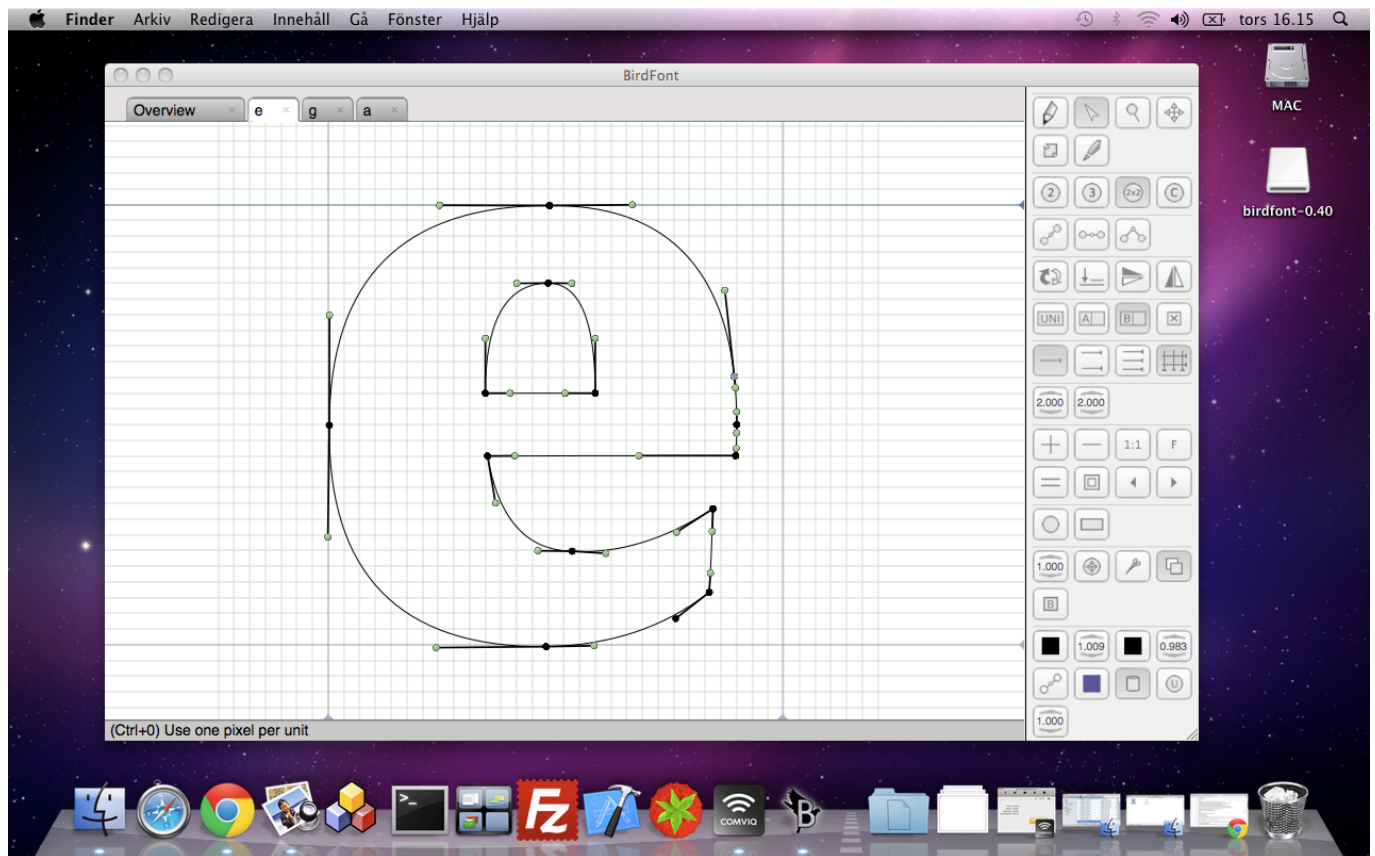 Finder Arkiv Redigera Innehåll Gå Fönster Hjälp tors 16.15
BirdFont
MAC
Overview e g a
birdfont-0.40
2 3 2x2 C
UNI A B
2.000 2.000
1:1 F
1.000
B
1.009 0.983
U
1.000
(Ctrl+0) Use one pixel per unit
>_
Fz
COMVIQ
B